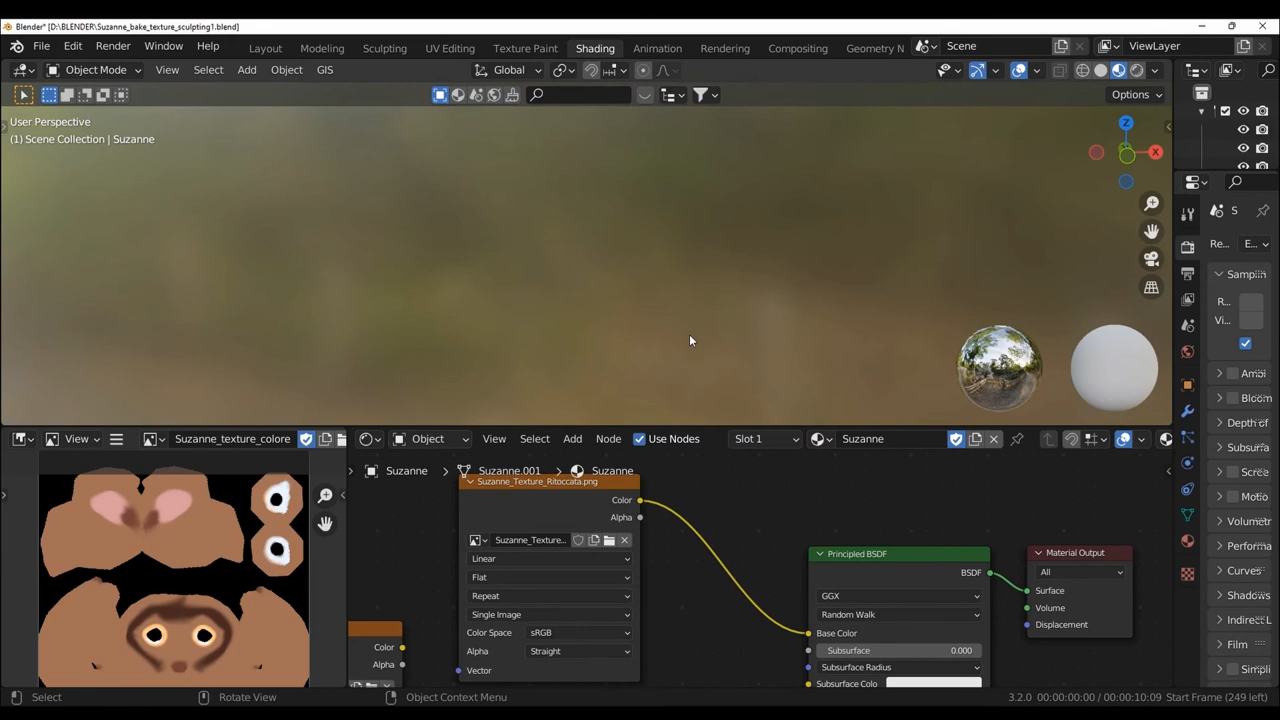 Blender* [D:\BLENDER\Suzanne_bake_texture_sculpting1.blend]
File Edit Render Window Help Layout Modeling Sculpting UV Editing Texture Paint Shading Animation Rendering Compositing Geometry N Scene ViewLayer
Object Mode View Select Add Object GIS Global
Options
User Perspective
(1) Scene Collection | Suzanne
Z
X
S
Re... E...
Samplin
R...
Vi...
Ambi
Bloom
Depth of
Subsurfa
Scree
Motio
Volumetr
Performa
Curves
Shadows
Indirect L
Film
Simpli
View Suzanne_texture_colore
Object View Select Add Node Use Nodes Slot 1 Suzanne
Suzanne Suzanne.001 Suzanne
Suzanne_Texture_Ritoccata.png
Color
Alpha
Suzanne_Texture...
Linear
Flat
Repeat
Single Image
Color Space sRGB
Alpha Straight
Vector
Color
Alpha
Principled BSDF
BSDF
GGX
Random Walk
Base Color
Subsurface 0.000
Subsurface Radius
Subsurface Colo
Material Output
All
Surface
Volume
Displacement
Select Rotate View Object Context Menu 3.2.0 00:00:00:00 / 00:00:10:09 Start Frame (249 left)